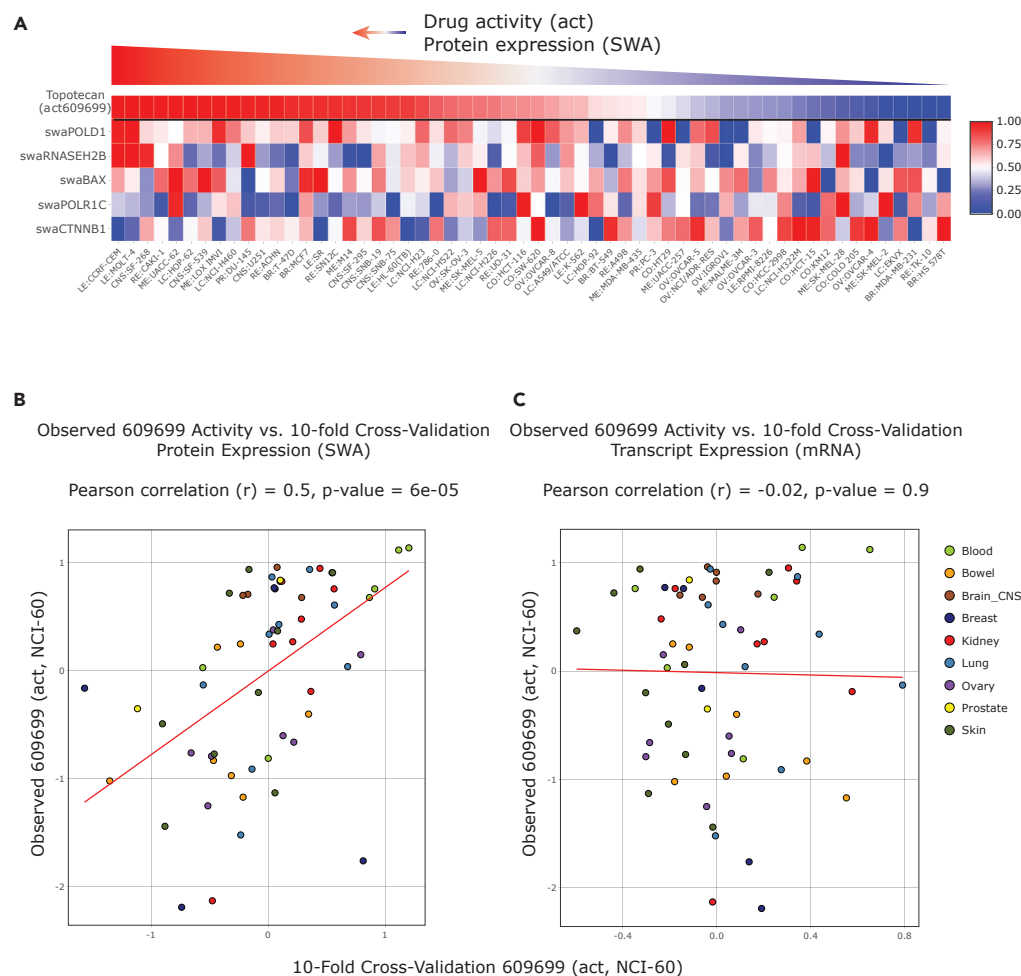 A
Drug activity (act)
Protein expression (SWA)
Topotecan
(act609699)
swaPOLD1
swaRNASEH2B
swaBAX
swaPOLR1C
swaCTNNB1
1.00
0.75
0.50
0.25
0.00
LE:CCRF-CEM
LE:MOLT-4
CNS:SF-268
RE:CAKI-1
ME:UACC-62
LC:HOP-62
CNS:SF-539
ME:LOX IMVI
LC:NCI-H460
PR:DU-145
CNS:U251
RE:ACHN
BR:T-47D
BR:MCF7
LE:SR
RE:SN12C
ME:M14
CNS:SF-295
CNS:SNB-19
CNS:SNB-75
LE:HL-60(TB)
LC:NCI-H23
RE:786-0
LC:NCI-H522
OV:SK-OV-3
ME:SK-MEL-5
LC:NCI-H226
RE:UO-31
CO:HCT-116
CO:SW-620
OV:OVCAR-8
LC:A549/ATCC
LE:K-562
LC:HOP-92
BR:BT-549
RE:A498
ME:MDA-MB-435
PR:PC-3
CO:HT29
ME:UACC-257
OV:OVCAR-5
OV:NCI/ADR-RES
OV:IGROV1
ME:MALME-3M
OV:OVCAR-3
LE:RPMI-8226
CO:HCC-2998
LC:NCI-H322M
CO:HCT-15
CO:KM12
ME:SK-MEL-28
CO:COLO 205
OV:OVCAR-4
ME:SK-MEL-2
LC:EKVX
BR:MDA-MB-231
RE:TK-10
BR:HS 578T
B
Observed 609699 Activity vs. 10-fold Cross-Validation
Protein Expression (SWA)
Pearson correlation (r) = 0.5, p-value = 6e-05
Observed 609699 (act, NCI-60)
1
0
-1
-2
-1
0
1
C
Observed 609699 Activity vs. 10-fold Cross-Validation
Transcript Expression (mRNA)
Pearson correlation (r) = -0.02, p-value = 0.9
Observed 609699 (act, NCI-60)
1
0
-1
-2
-0.4
0.0
0.4
0.8
Blood
Bowel
Brain_CNS
Breast
Kidney
Lung
Ovary
Prostate
Skin
10-Fold Cross-Validation 609699 (act, NCI-60)